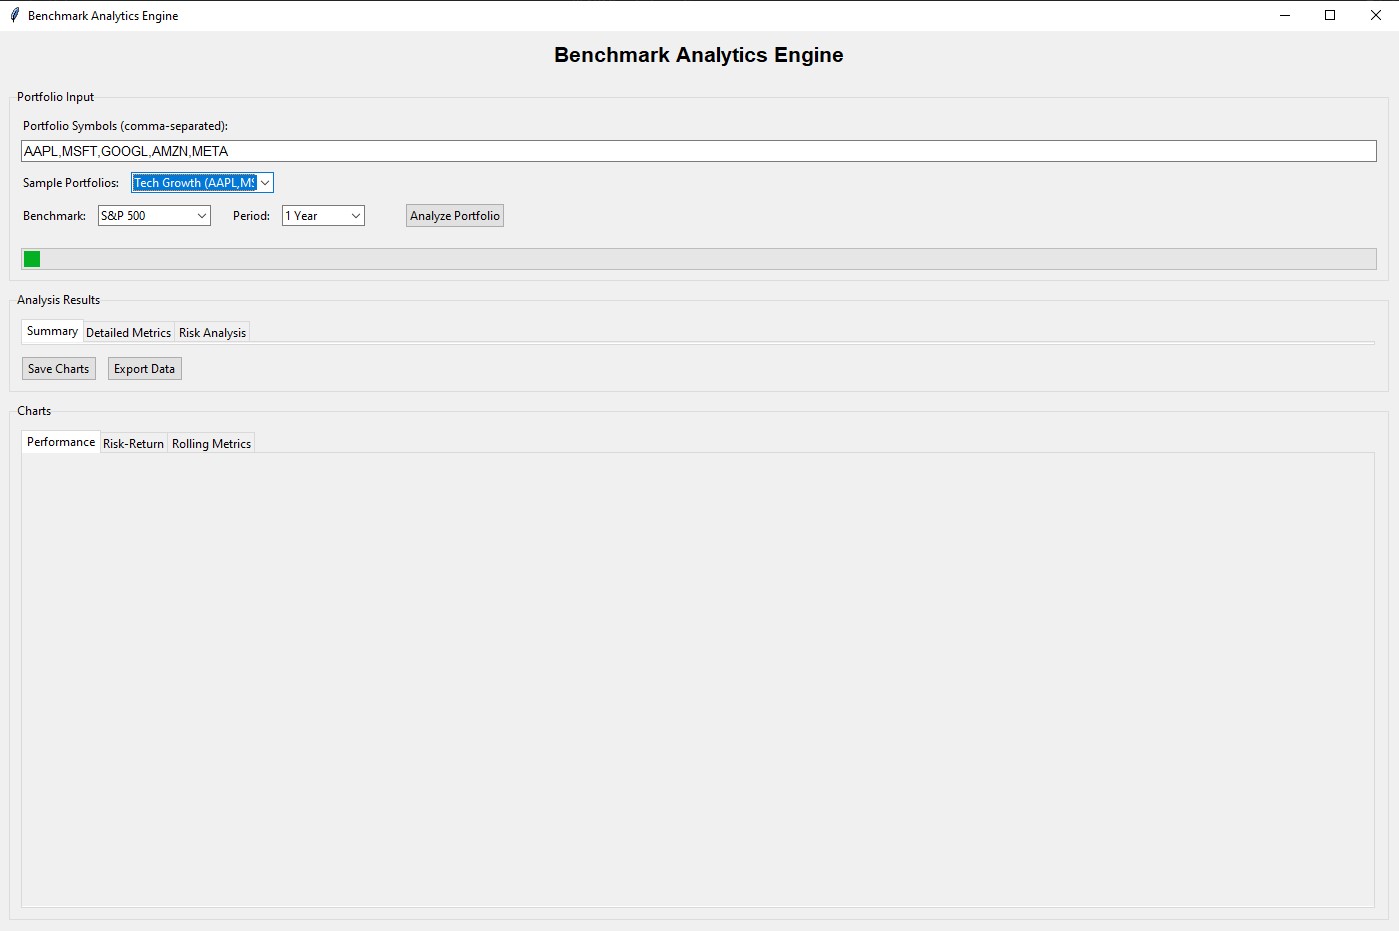 Benchmark Analytics Engine
Benchmark Analytics Engine
Portfolio Input
Portfolio Symbols (comma-separated):
AAPL,MSFT,GOOGL,AMZN,META
Sample Portfolios: Tech Growth (AAPL,MS
Benchmark: S&P 500 Period: 1 Year Analyze Portfolio
Analysis Results
Summary Detailed Metrics Risk Analysis
Save Charts Export Data
Charts
Performance Risk-Return Rolling Metrics